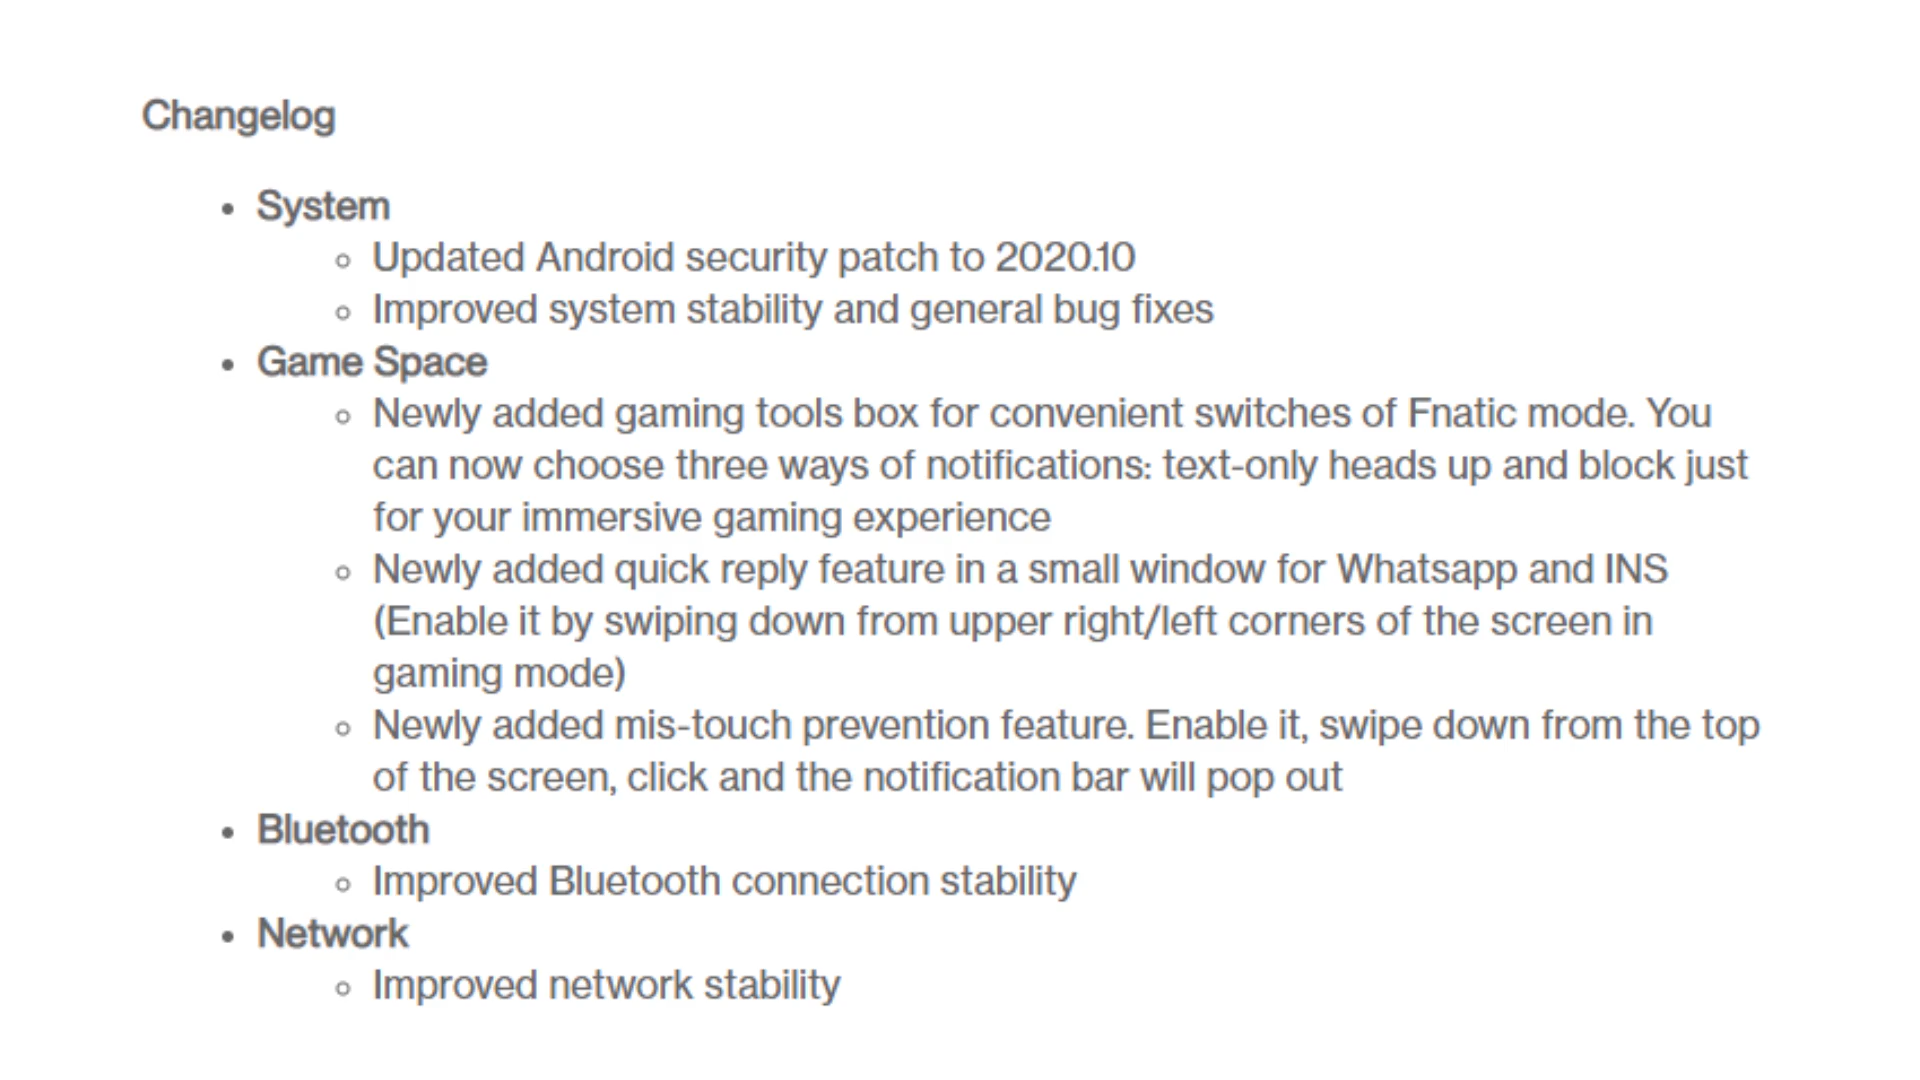 Changelog
System
Updated Android security patch to 2020.10
Improved system stability and general bug fixes
Game Space
Newly added gaming tools box for convenient switches of Fnatic mode. You
can now choose three ways of notifications: text-only heads up and block just
for your immersive gaming experience
Newly added quick reply feature in a small window for Whatsapp and INS
(Enable it by swiping down from upper right/left corners of the screen in
gaming mode)
Newly added mis-touch prevention feature. Enable it, swipe down from the top
of the screen, click and the notification bar will pop out
Bluetooth
Improved Bluetooth connection stability
Network
Improved network stability